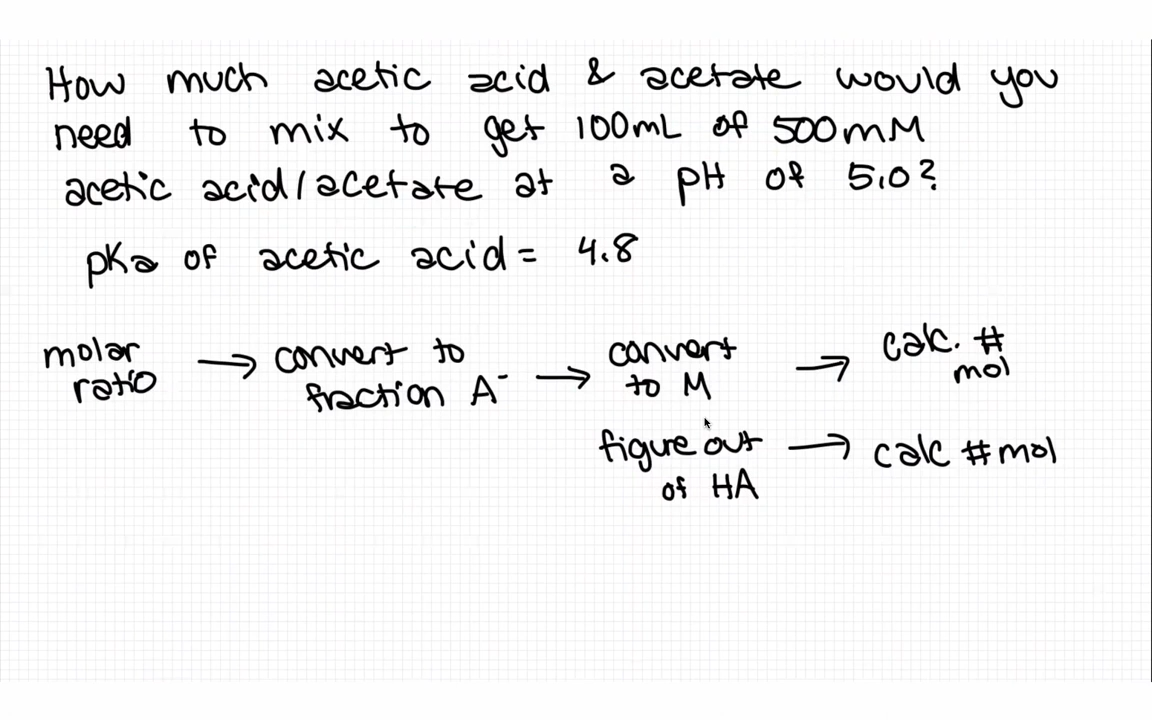 How much acetic acid & acetate would you
need to mix to get 100mL of 500mM
acetic acid/acetate at a pH of 5.0?
pKa of acetic acid = 4.8
molar
ratio → convert to
fraction A⁻ → convert
to M → calc. #
mol
figure out
of HA → calc #mol